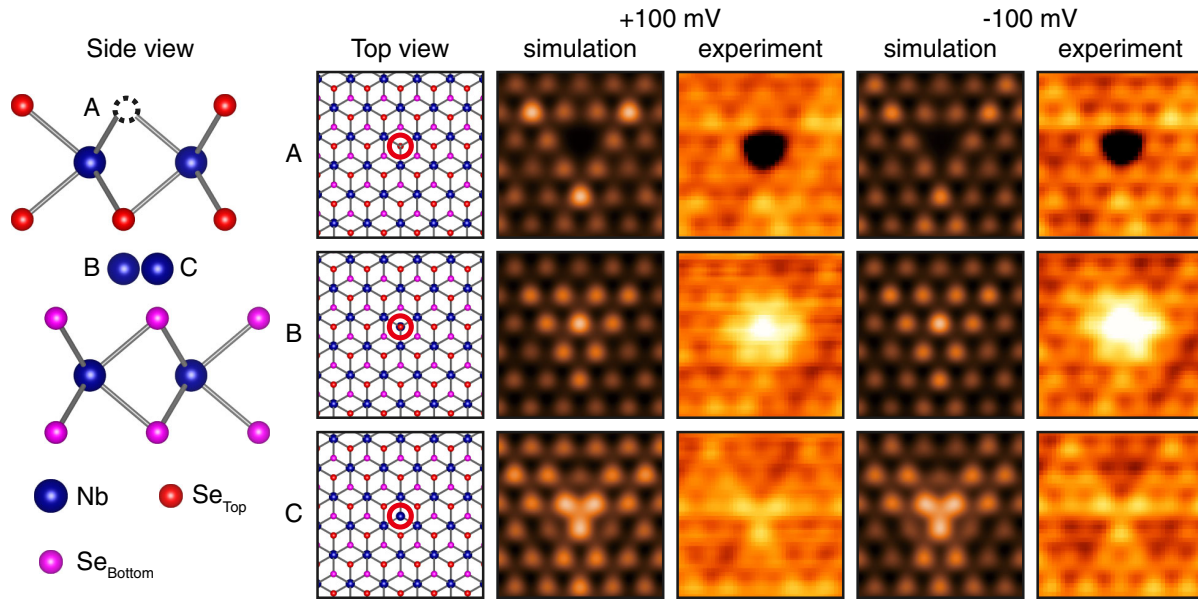 +100 mV
-100 mV
Side view
Top view
simulation
experiment
simulation
experiment
A
A
B
C
B
C
Nb
Se_Top
Se_Bottom